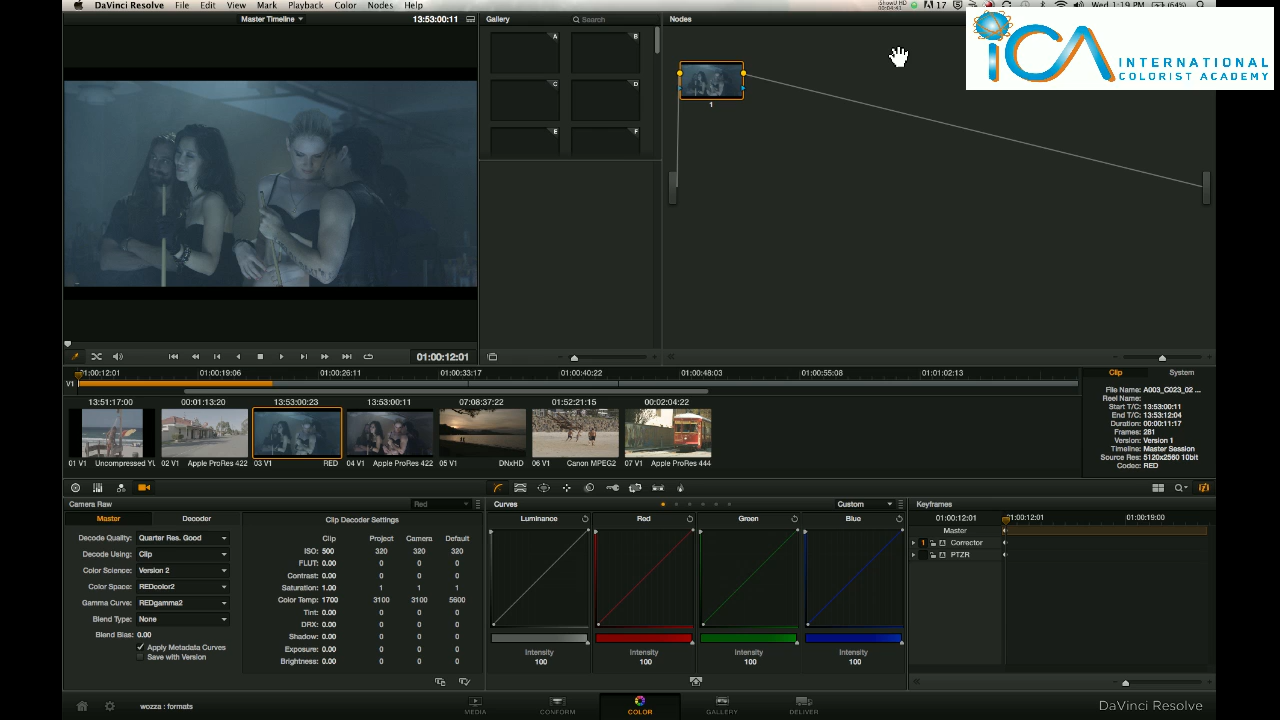 DaVinci Resolve File Edit View Mark Playback Color Nodes Help
17 (64%) Wed 1:19 PM
Master Timeline 13:53:00:11
Gallery Search
Nodes
iCA INTERNATIONAL
COLORIST ACADEMY
A B
C D
E F
1
01:00:12:01
01:00:12:01 01:00:19:06 01:00:26:11 01:00:33:17 01:00:40:22 01:00:48:03 01:00:55:08 01:01:02:13
V1
13:51:17:00 00:01:13:20 13:53:00:23 13:53:00:11 07:08:37:22 01:52:21:15 00:02:04:22
01 V1 Uncompressed YU 02 V1 Apple ProRes 422 03 V1 RED 04 V1 Apple ProRes 422 05 V1 DNxHD 06 V1 Canon MPEG2 07 V1 Apple ProRes 444
Clip System
File Name: A003_C023_02 ...
Reel Name:
Start T/C: 13:53:00:11
End T/C: 13:53:12:04
Duration: 00:00:11:17
Frames: 281
Version: Version 1
Timeline: Master Session
Source Res: 5120x2560 10bit
Codec: RED
Camera Raw Red
Master Decoder
Decode Quality: Quarter Res. Good
Decode Using: Clip
Color Science: Version 2
Color Space: REDcolor2
Gamma Curve: REDgamma2
Blend Type: None
Blend Bias: 0.00
Apply Metadata Curves
Save with Version
Clip Decoder Settings
Clip Project Camera Default
ISO: 500 320 320 320
FLUT: 0.00 0 0 0
Contrast: 0.00 0 0 0
Saturation: 1.00 1 1 1
Color Temp: 1700 3100 3100 5600
Tint: 0.00 0 0 0
DRX: 0.00 0 0 0
Shadow: 0.00 0 0 0
Exposure: 0.00 0 0 0
Brightness: 0.00 0 0 0
Curves Custom
Luminance Red Green Blue
Intensity Intensity Intensity Intensity
100 100 100 100
Keyframes
01:00:12:01 01:00:12:01 01:00:19:00
Master
1 Corrector
PTZR
wozza : formats
MEDIA CONFORM COLOR GALLERY DELIVER
DaVinci Resolve